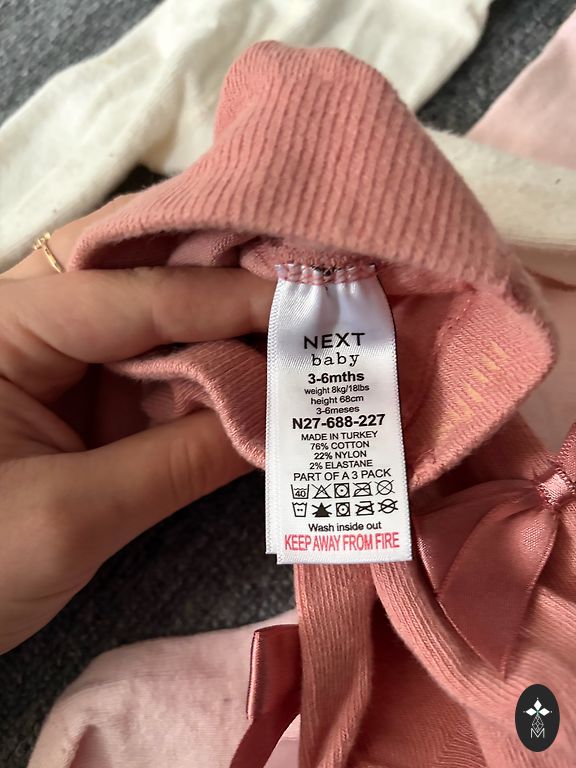 NEXT
baby
3-6mths
weight 8kg/18lbs
height 68cm
3-6meses
N27-688-227
MADE IN TURKEY
76% COTTON
22% NYLON
2% ELASTANE
PART OF A 3 PACK
40
Wash inside out
KEEP AWAY FROM FIRE